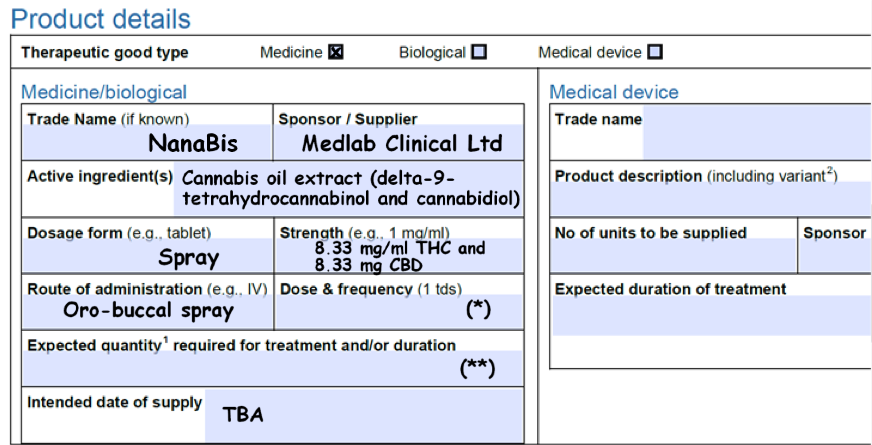 Product details
Therapeutic good type Medicine ☒ Biological ☐ Medical device ☐
Medicine/biological
Trade Name (if known)
NanaBis
Sponsor / Supplier
Medlab Clinical Ltd
Active ingredient(s) Cannabis oil extract (delta-9-
tetrahydrocannabinol and cannabidiol)
Dosage form (e.g., tablet)
Spray
Strength (e.g., 1 mg/ml)
8.33 mg/ml THC and
8.33 mg CBD
Route of administration (e.g., IV)
Oro-buccal spray
Dose & frequency (1 tds)
(*)
Expected quantity¹ required for treatment and/or duration
(**)
Intended date of supply
TBA
Medical device
Trade name
Product description (including variant²)
No of units to be supplied
Sponsor
Expected duration of treatment